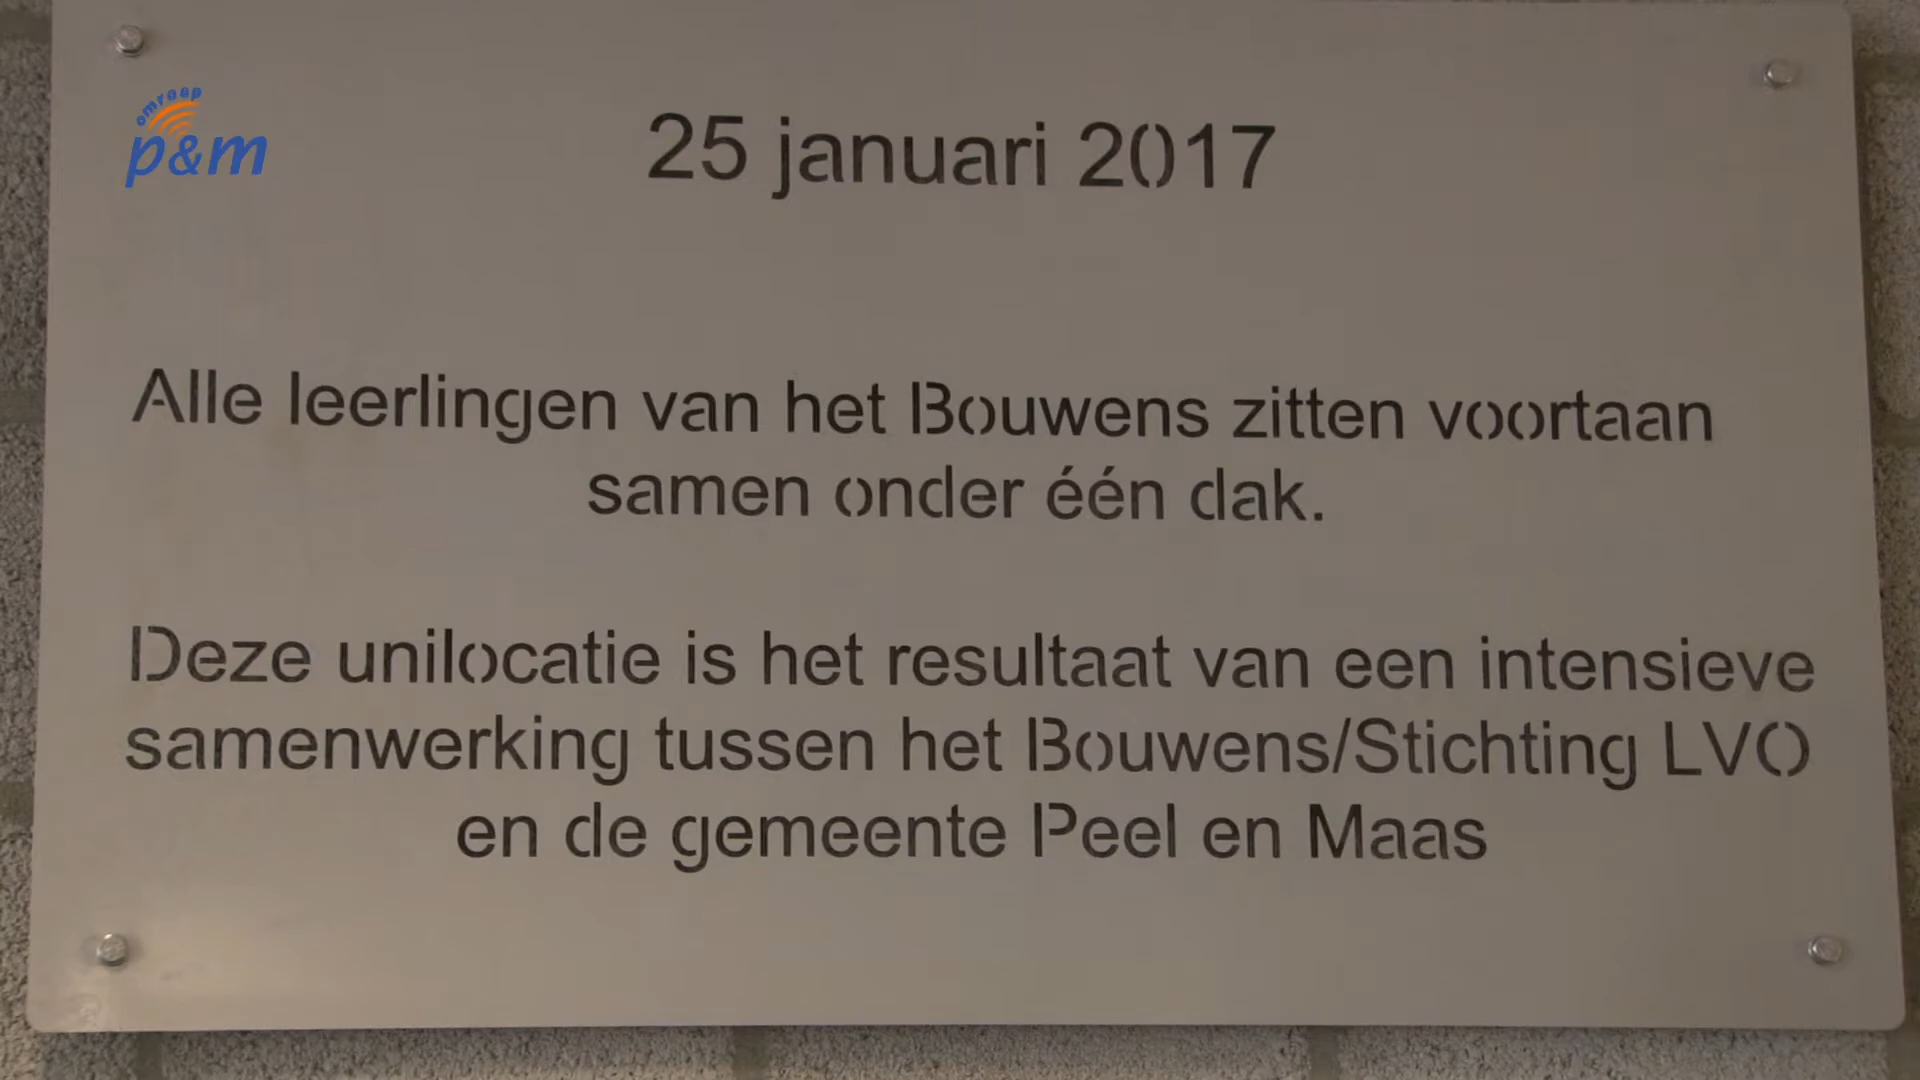 omroep
p&m
25 januari 2017
Alle leerlingen van het Bouwens zitten voortaan
samen onder één dak.
Deze unilocatie is het resultaat van een intensieve
samenwerking tussen het Bouwens/Stichting LVO
en de gemeente Peel en Maas